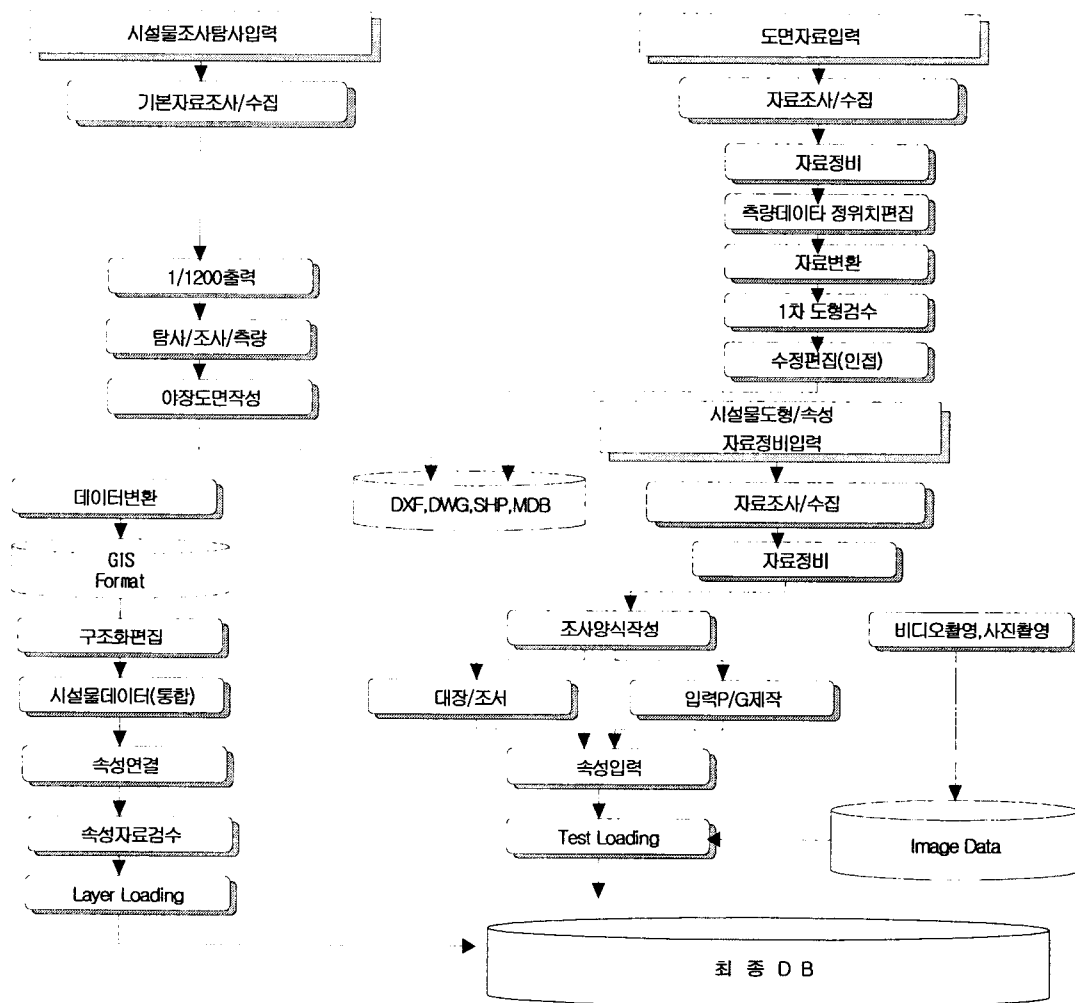 시설물조사탐사입력
기본자료조사/수집
1/1200출력
탐사/조사/측량
야장도면작성
데이터변환
GIS
Format
구조화편집
시설물데이터(통합)
속성연결
속성자료검수
Layer Loading
도면자료입력
자료조사/수집
자료정비
측량데이타 정위치편집
자료변환
1차 도형검수
수정편집(인접)
시설물도형/속성
자료정비입력
DXF,DWG,SHP,MDB
자료조사/수집
자료정비
조사양식작성
비디오촬영,사진촬영
대장/조서
입력P/G제작
속성입력
Test Loading
Image Data
최 종 D B